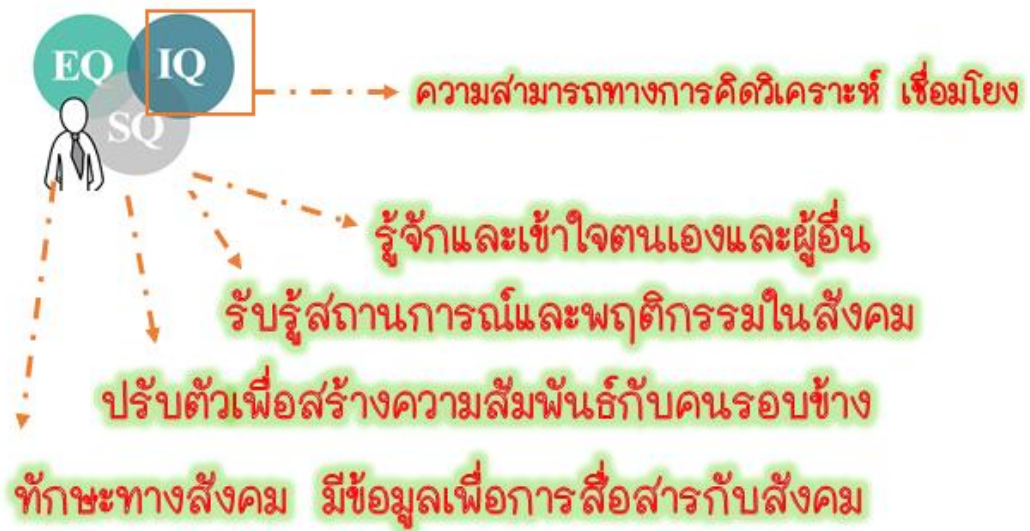 EQ IQ
SQ
ความสามารถทางการคิดวิเคราะห์ เชื่อมโยง
รู้จักและเข้าใจตนเองและผู้อื่น
รับรู้สถานการณ์และพฤติกรรมในสังคม
ปรับตัวเพื่อสร้างความสัมพันธ์กับคนรอบข้าง
ทักษะทางสังคม มีข้อมูลเพื่อการสื่อสารกับสังคม